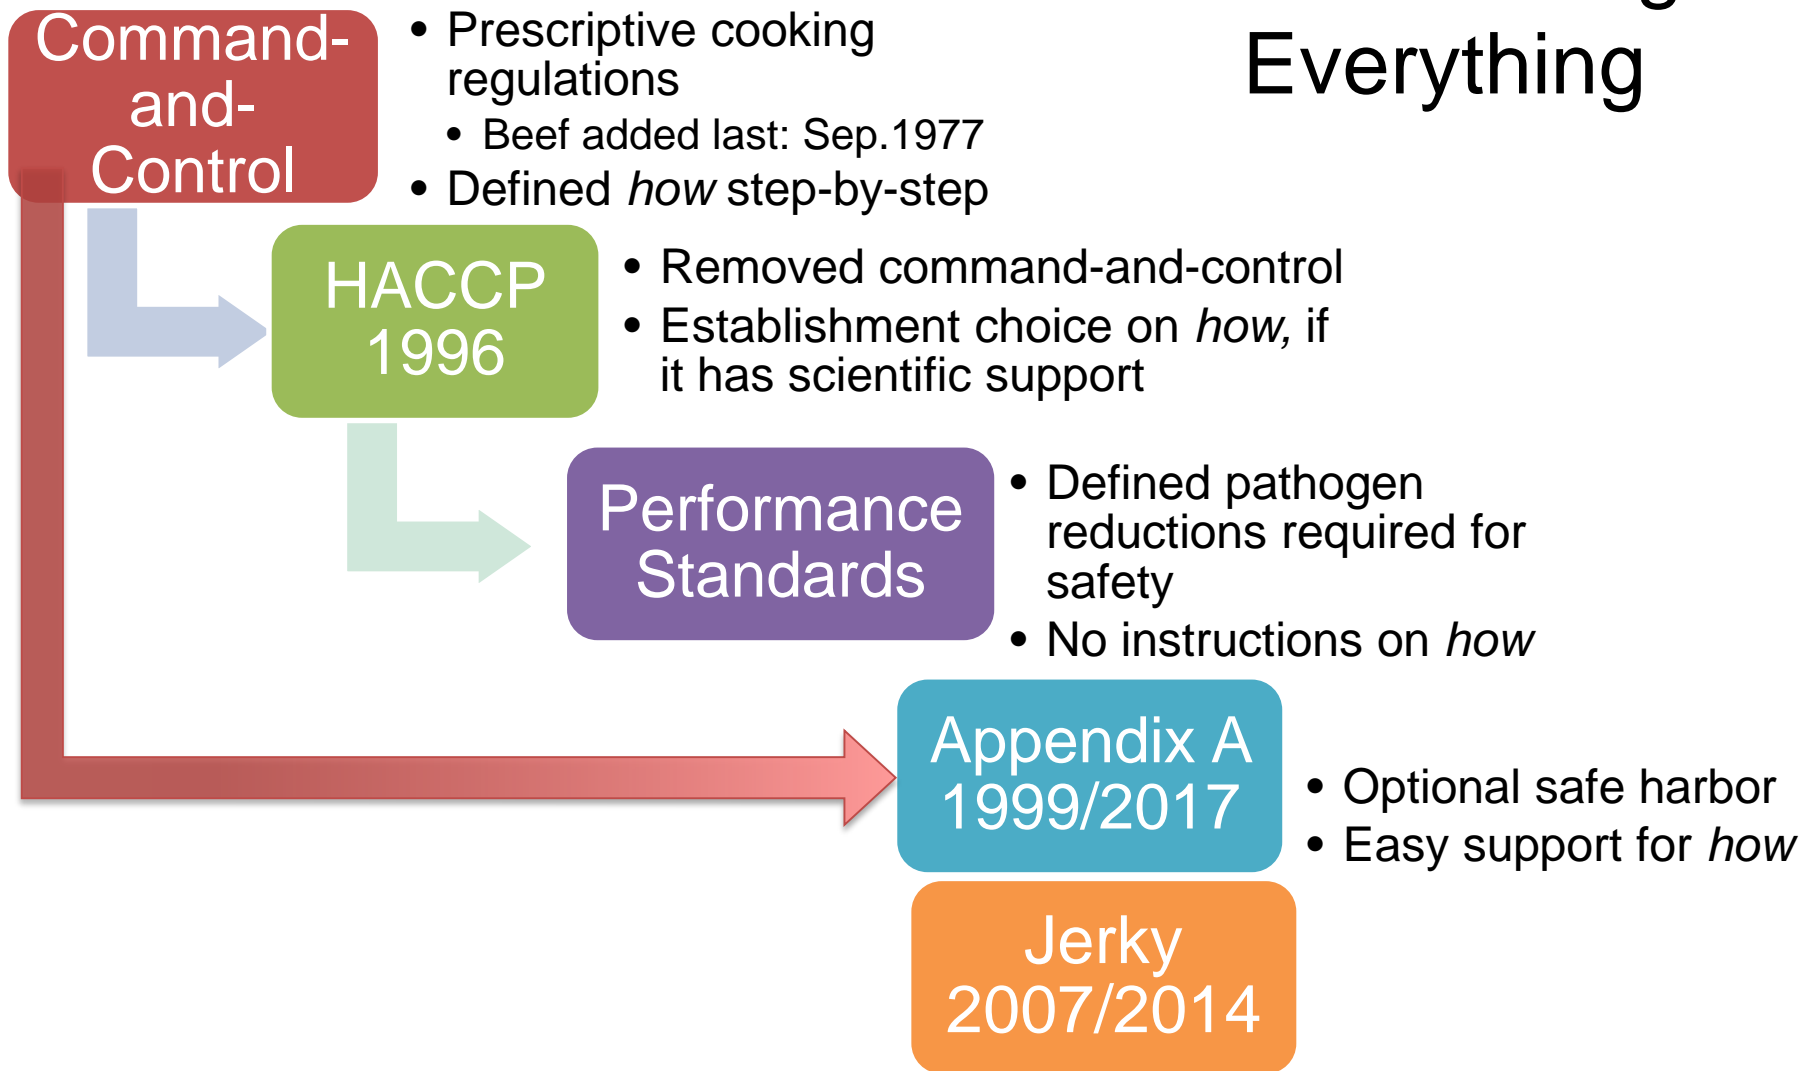 Everything
Command-
and-
Control
• Prescriptive cooking
regulations
• Beef added last: Sep.1977
• Defined how step-by-step
HACCP
1996
• Removed command-and-control
• Establishment choice on how, if
it has scientific support
Performance
Standards
• Defined pathogen
reductions required for
safety
• No instructions on how
Appendix A
1999/2017
• Optional safe harbor
• Easy support for how
Jerky
2007/2014